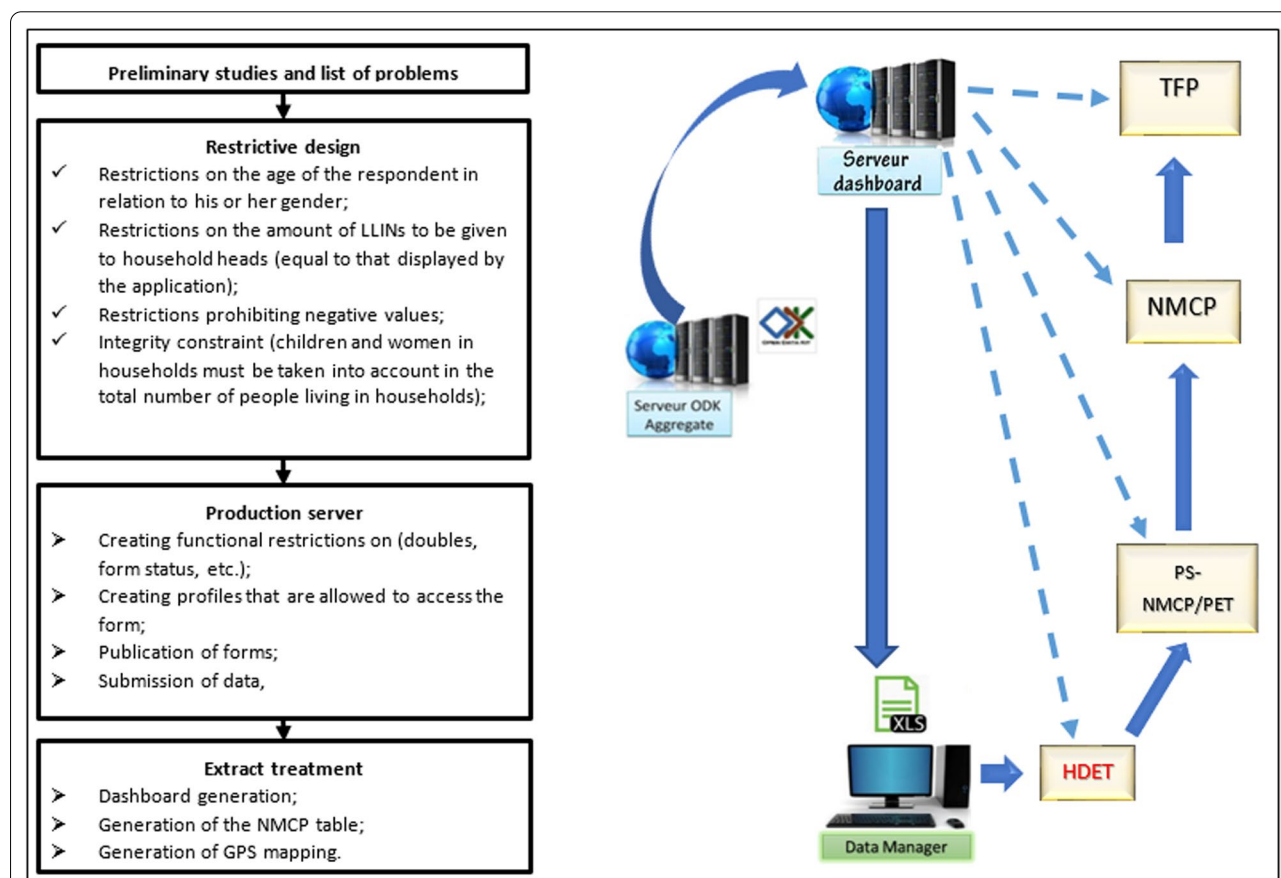 Preliminary studies and list of problems
Restrictive design
✓ Restrictions on the age of the respondent in
relation to his or her gender;
✓ Restrictions on the amount of LLINs to be given
to household heads (equal to that displayed by
the application);
✓ Restrictions prohibiting negative values;
✓ Integrity constraint (children and women in
households must be taken into account in the
total number of people living in households);
Production server
➢ Creating functional restrictions on (doubles,
form status, etc.);
➢ Creating profiles that are allowed to access the
form;
➢ Publication of forms;
➢ Submission of data,
Extract treatment
➢ Dashboard generation;
➢ Generation of the NMCP table;
➢ Generation of GPS mapping.
Serveur
dashboard
OPEN DATA KIT
Serveur ODK
Aggregate
XLS
Data Manager
HDET
PS-
NMCP/PET
NMCP
TFP